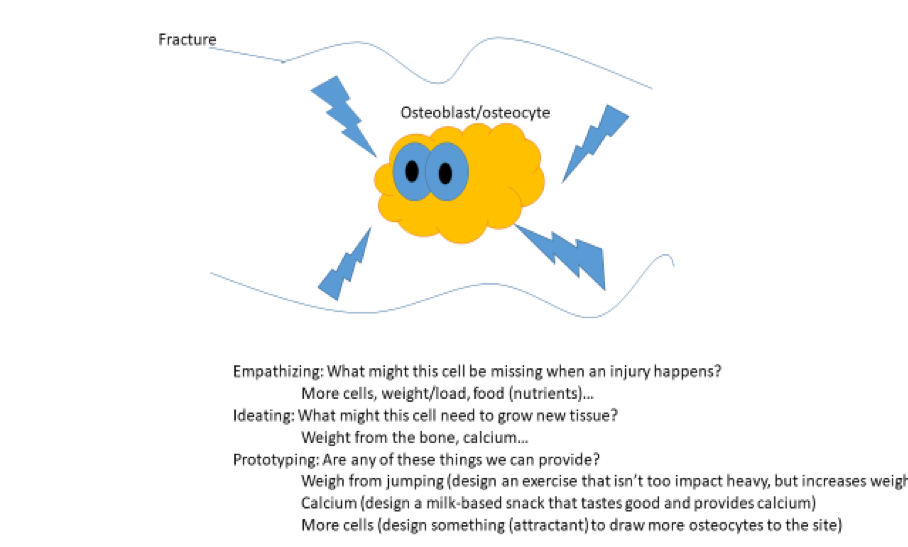 Fracture
Osteoblast/osteocyte
Empathizing: What might this cell be missing when an injury happens?
More cells, weight/load, food (nutrients)...
Ideating: What might this cell need to grow new tissue?
Weight from the bone, calcium...
Prototyping: Are any of these things we can provide?
Weigh from jumping (design an exercise that isn't too impact heavy, but increases weigh
Calcium (design a milk-based snack that tastes good and provides calcium)
More cells (design something (attractant) to draw more osteocytes to the site)